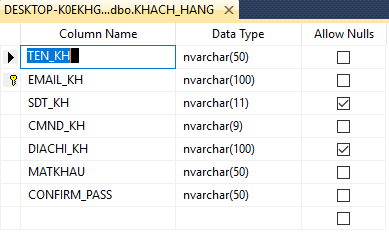 DESKTOP-K0EKHG...dbo.KHACH_HANG
Column Name Data Type Allow Nulls
TEN_KH nvarchar(50)
EMAIL_KH nvarchar(100)
SDT_KH nvarchar(11)
CMND_KH nvarchar(9)
DIACHI_KH nvarchar(100)
MATKHAU nvarchar(50)
CONFIRM_PASS nvarchar(50)